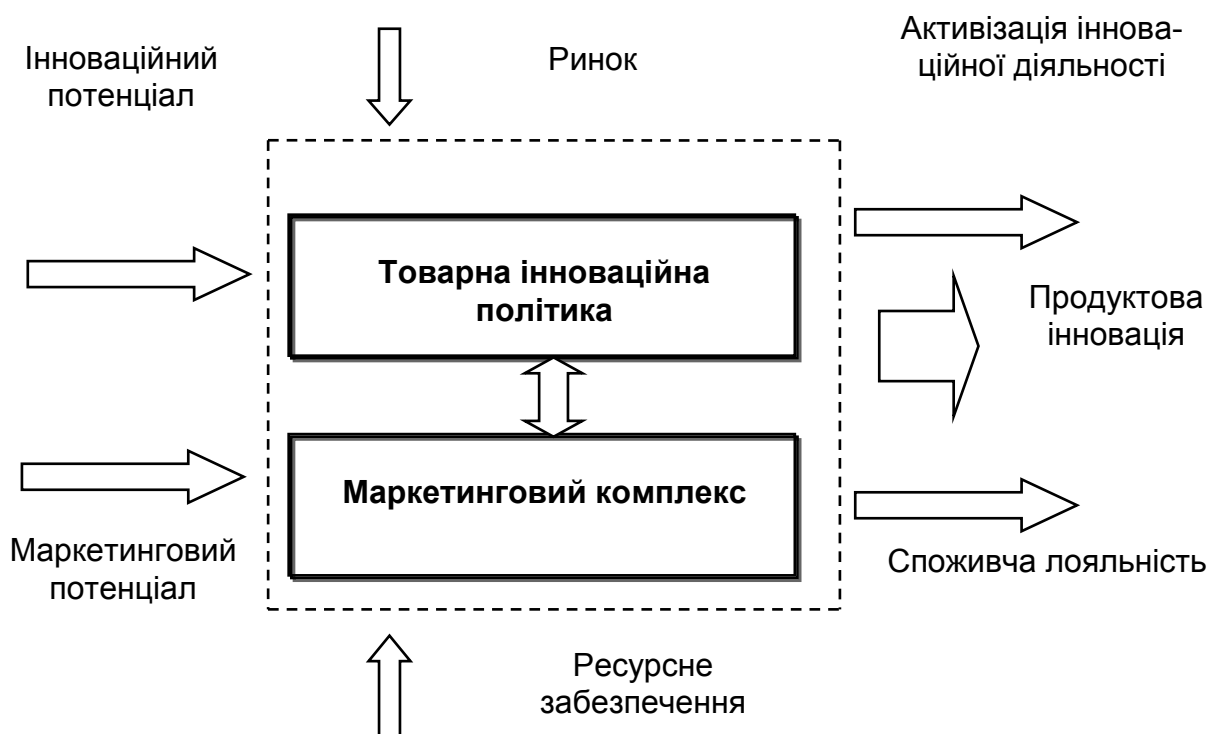 Інноваційний
потенціал
Ринок
Активізація іннова-
ційної діяльності
Товарна інноваційна
політика
Продуктова
інновація
Маркетинговий комплекс
Маркетинговий
потенціал
Споживча лояльність
Ресурсне
забезпечення